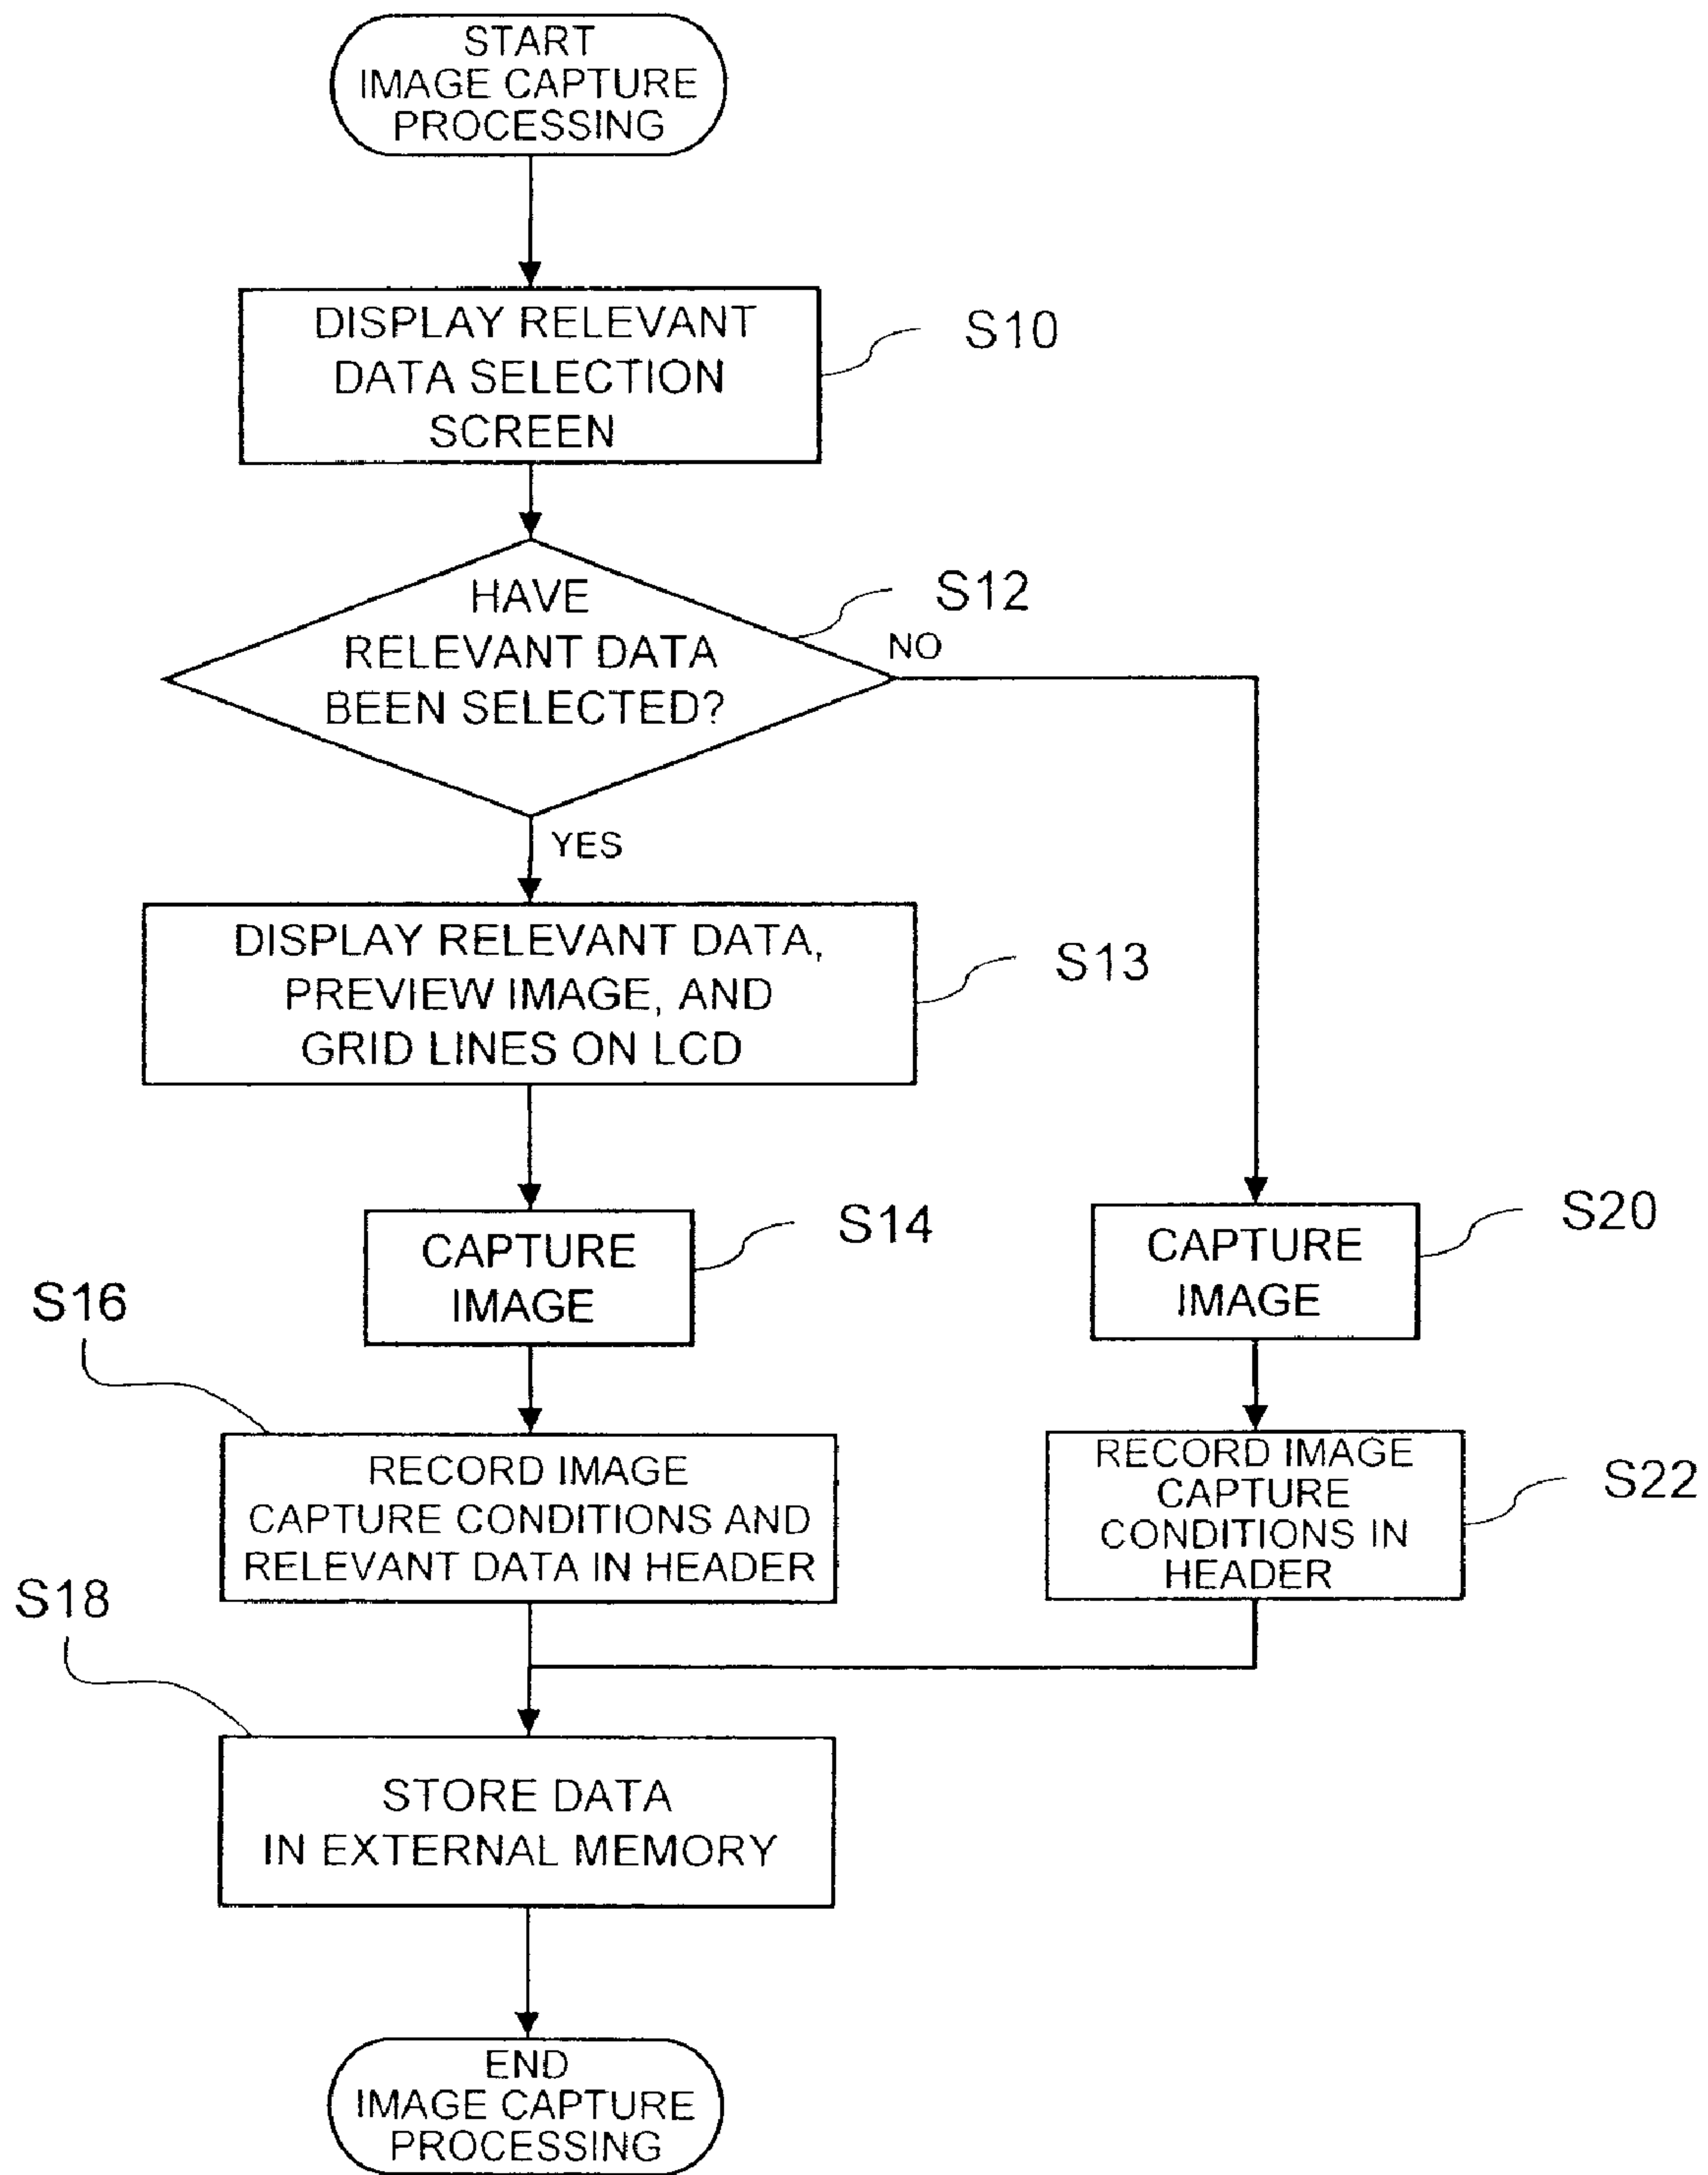 START
IMAGE CAPTURE
PROCESSING
DISPLAY RELEVANT
DATA SELECTION
SCREEN
S10
HAVE
RELEVANT DATA
BEEN SELECTED?
S12
NO
YES
DISPLAY RELEVANT DATA,
PREVIEW IMAGE, AND
GRID LINES ON LCD
S13
CAPTURE
IMAGE
S14
CAPTURE
IMAGE
S20
S16
RECORD IMAGE
CAPTURE CONDITIONS AND
RELEVANT DATA IN HEADER
RECORD IMAGE
CAPTURE
CONDITIONS IN
HEADER
S22
S18
STORE DATA
IN EXTERNAL MEMORY
END
IMAGE CAPTURE
PROCESSING